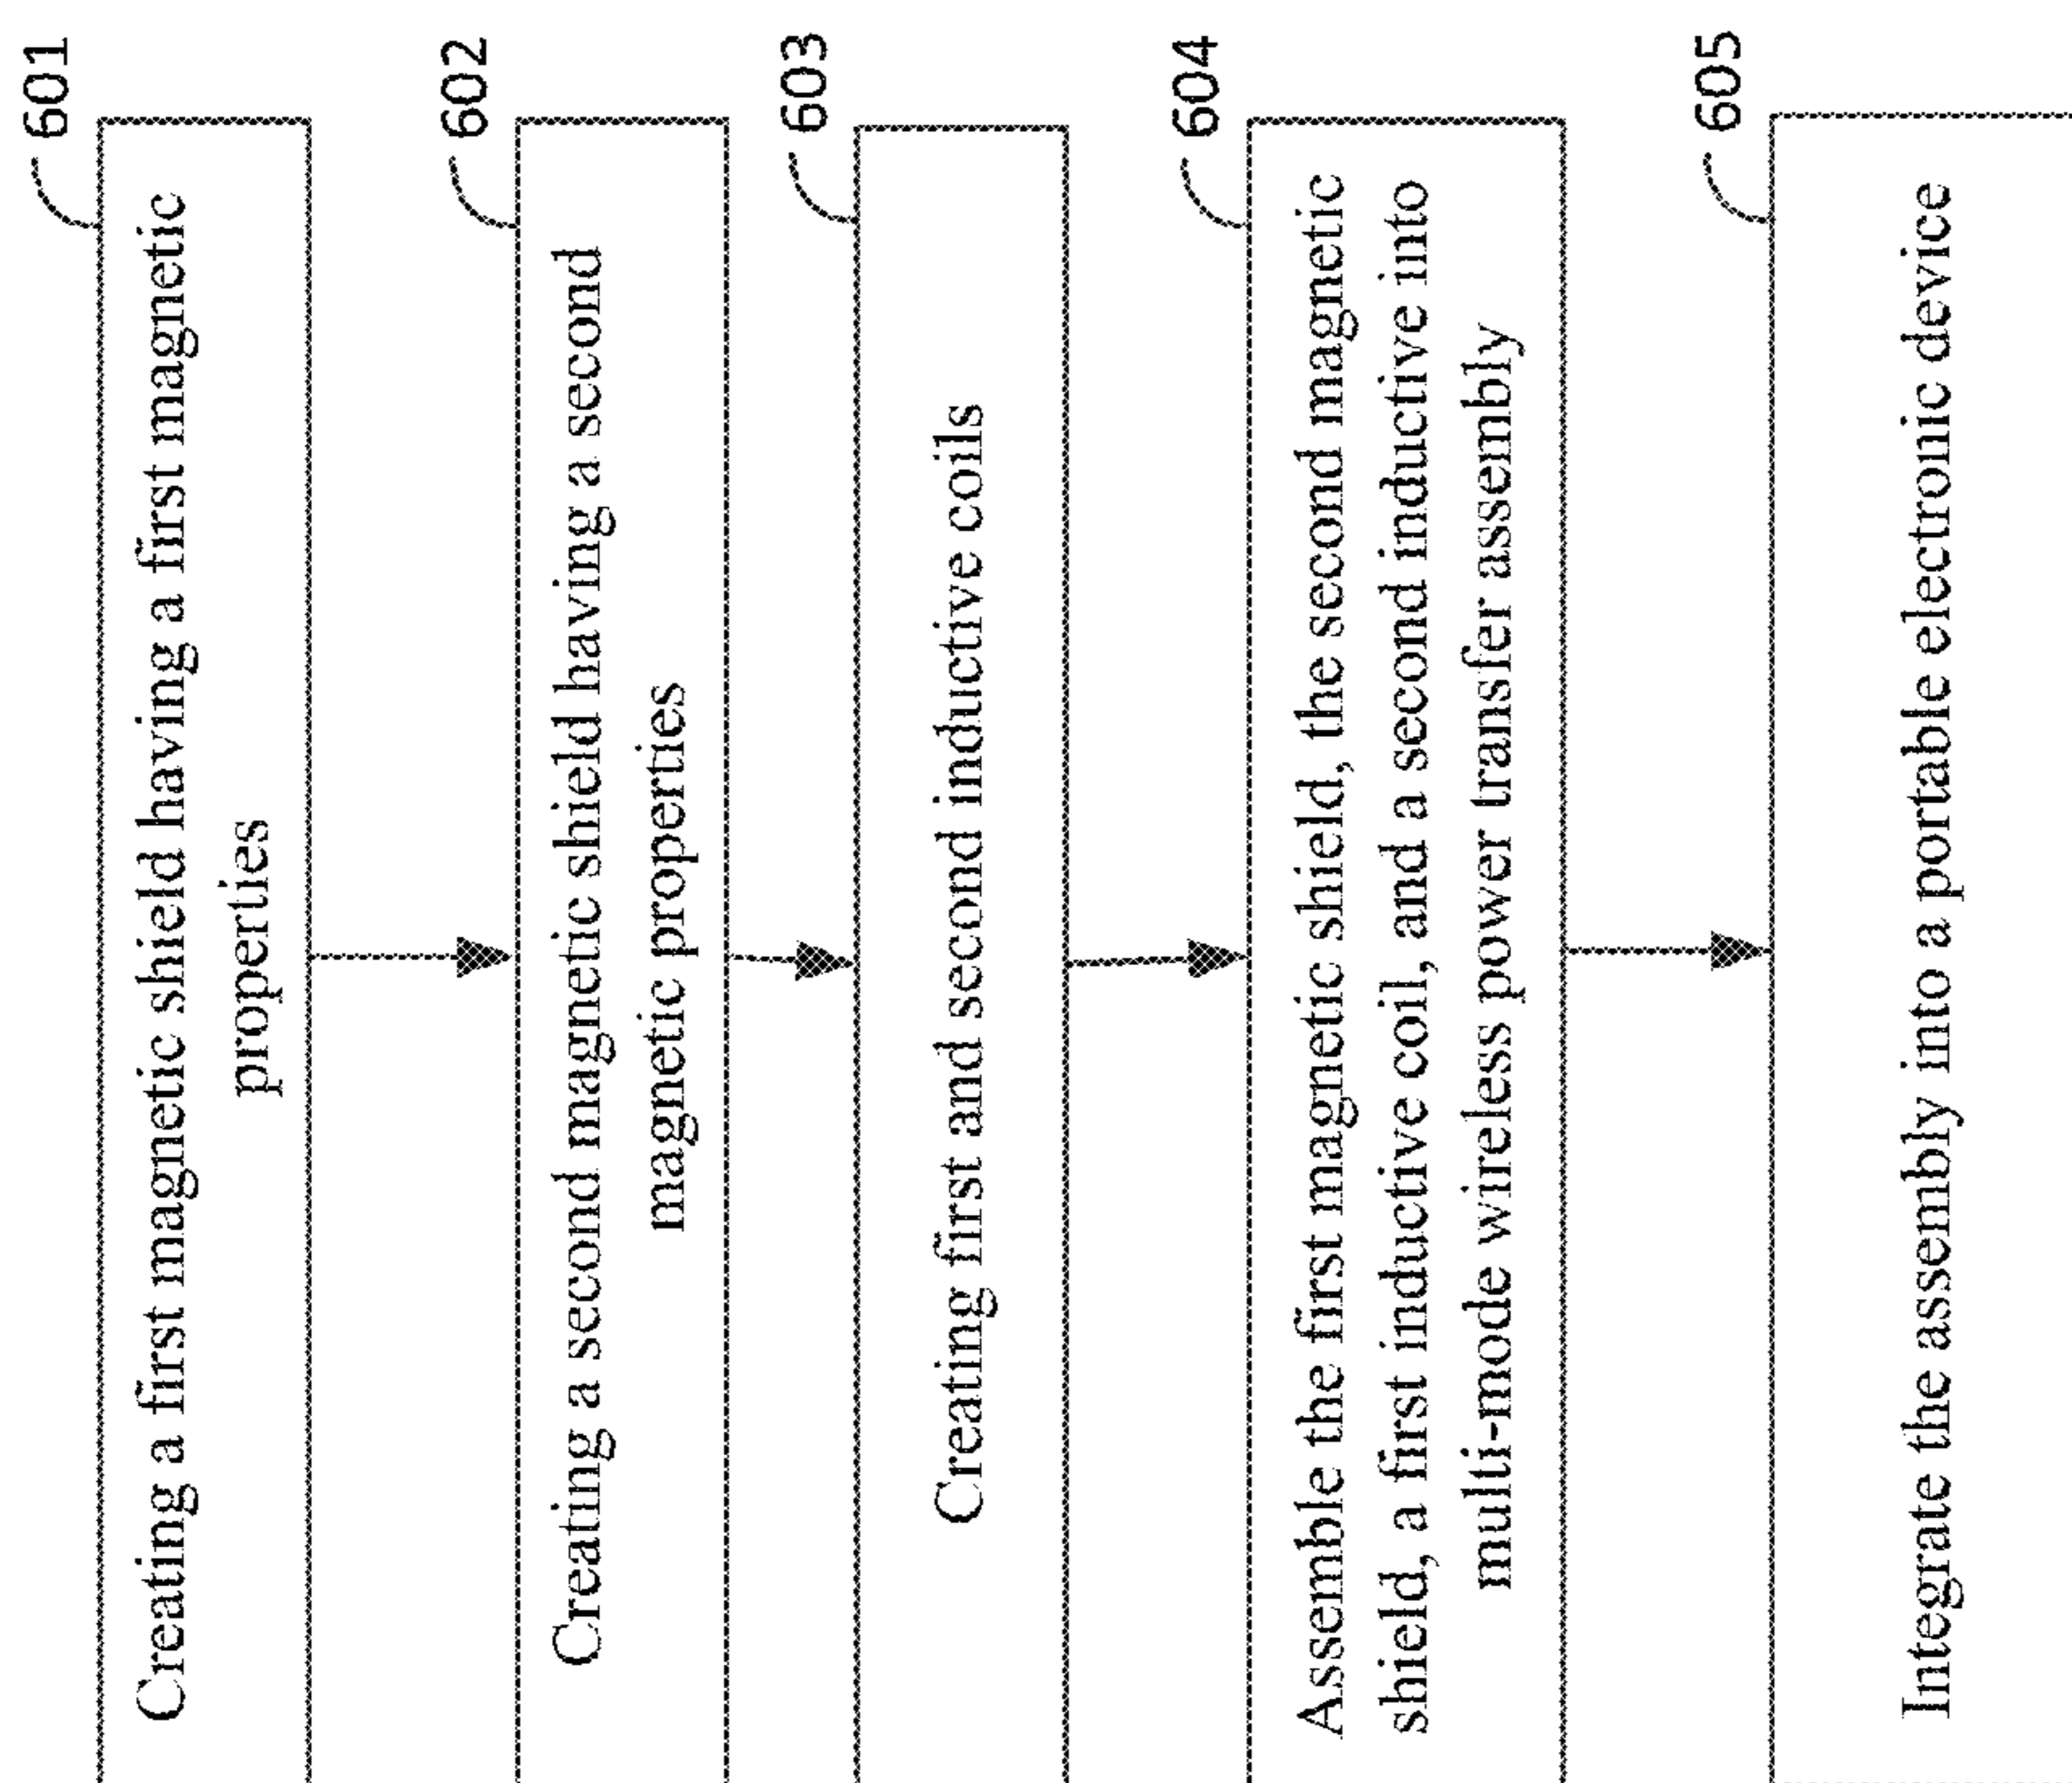 601
Creating a first magnetic shield having a first magnetic
properties
602
Creating a second magnetic shield having a second
magnetic properties
603
Creating first and second inductive coils
604
Assemble the first magnetic shield, the second magnetic
shield, a first inductive coil, and a second inductive into
multi-mode wireless power transfer assembly
605
Integrate the assembly into a portable electronic device